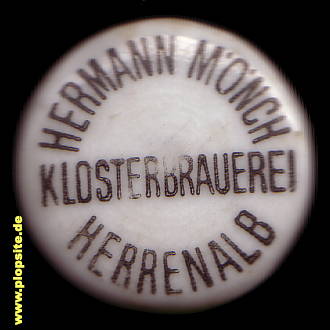 HERMANN MÖNCH
KLOSTERBRAUEREI
HERRENALB
www.plopsite.de